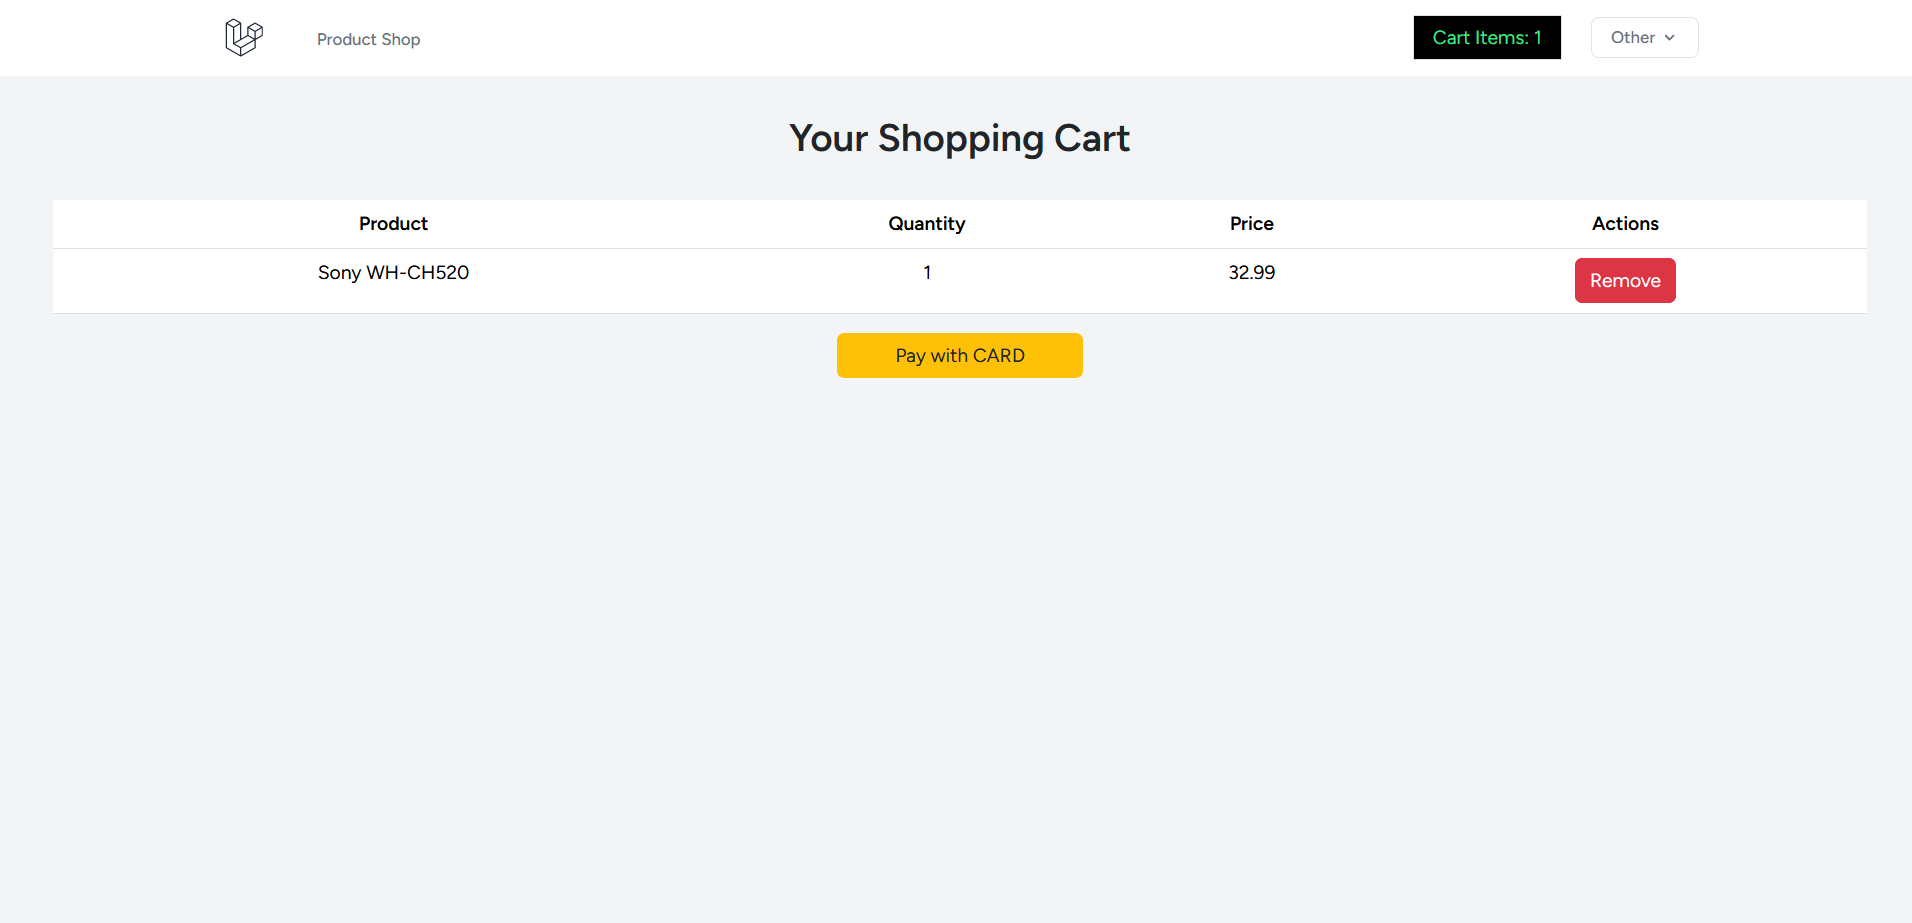 Product Shop
Cart Items: 1
Other
Your Shopping Cart
Product Quantity Price Actions
Sony WH-CH520 1 32.99 Remove
Pay with CARD